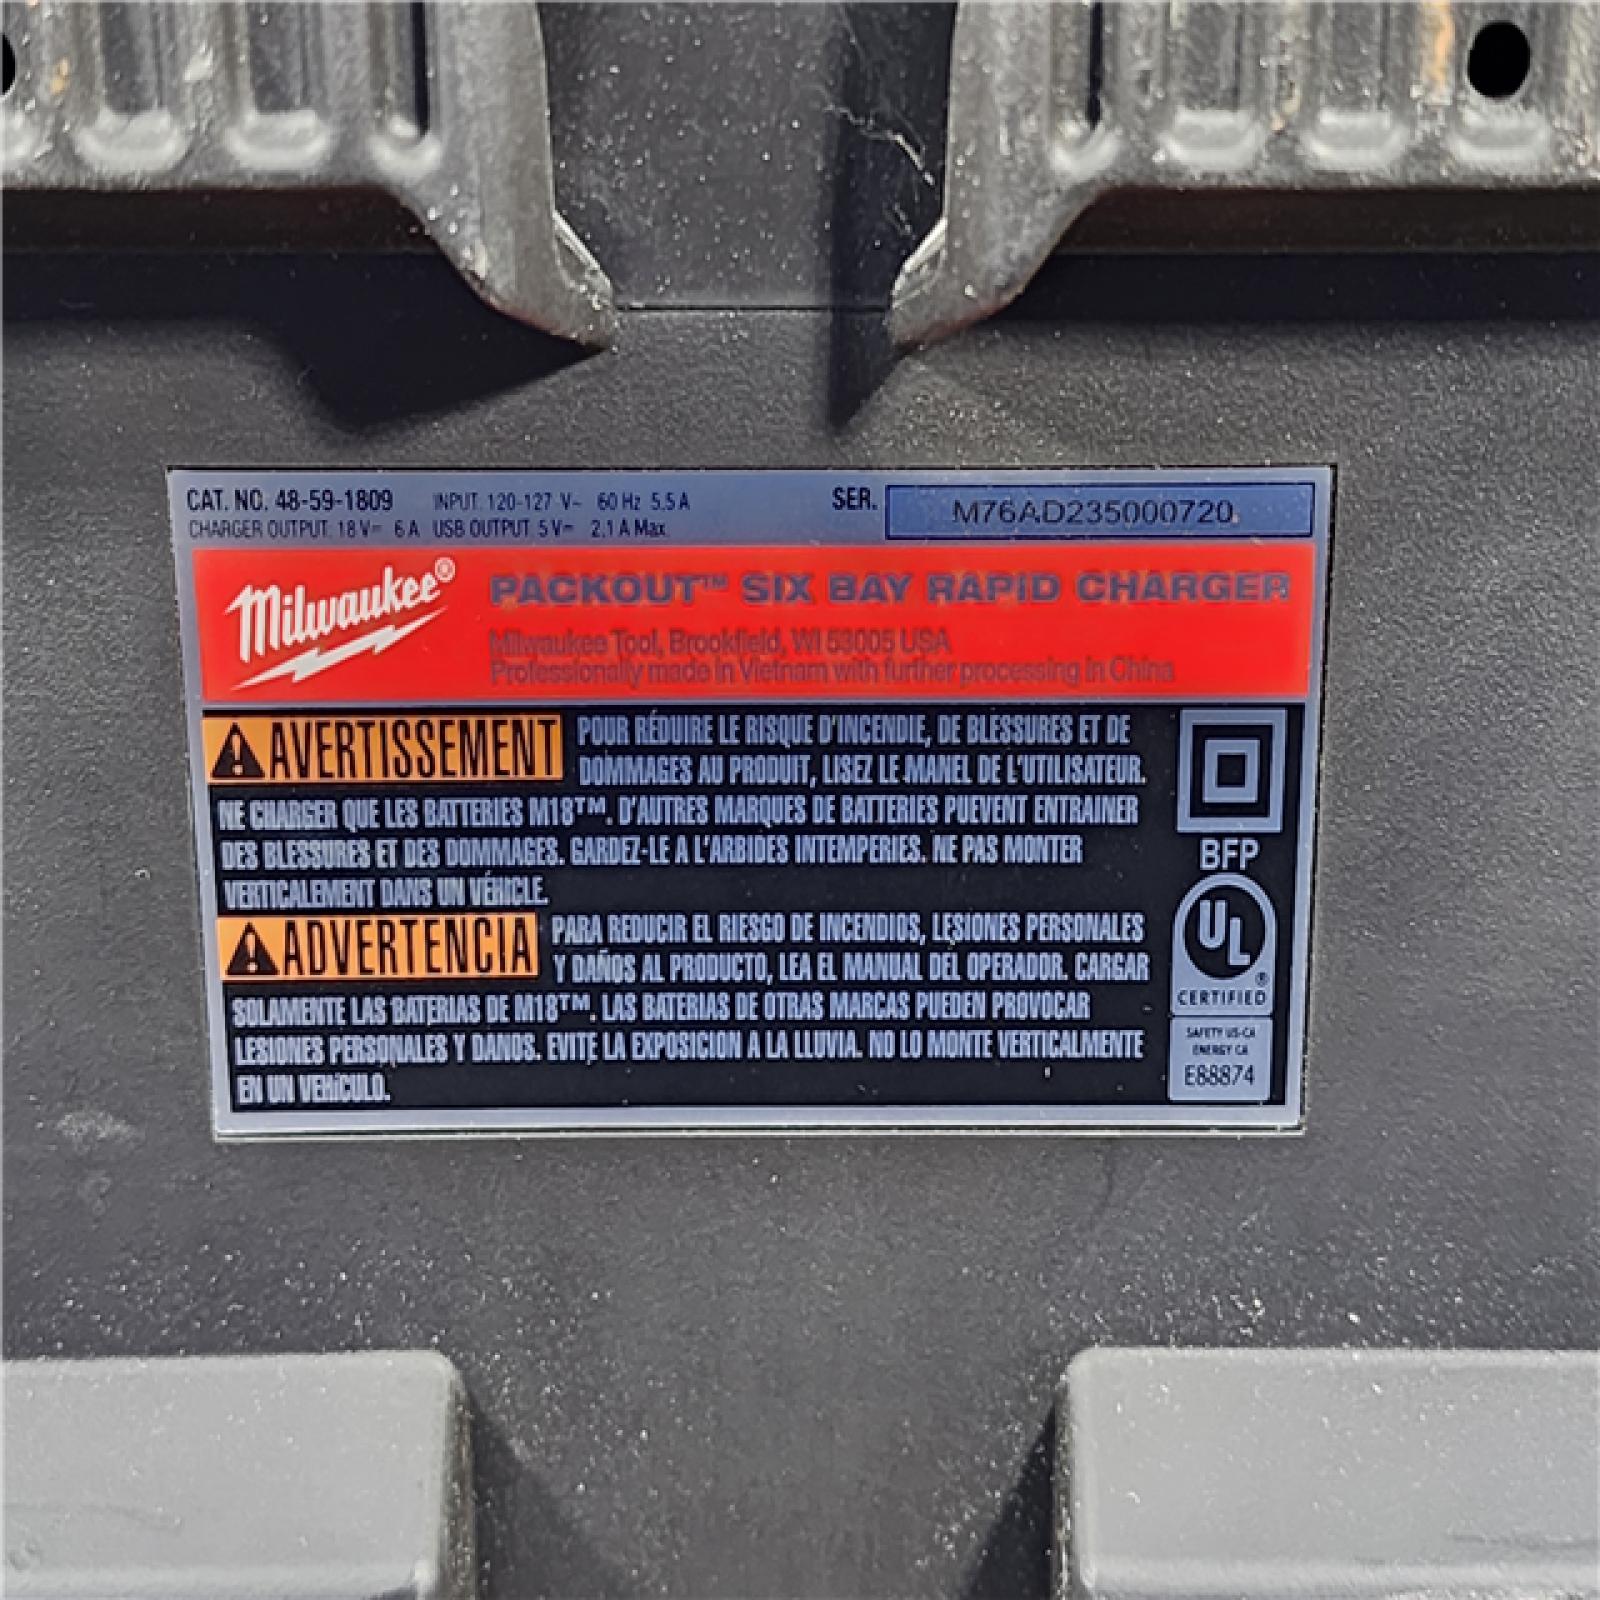 CAT. NO. 48-59-1809 INPUT: 120-127 V~ 60 Hz 5.5 A SER. M76AD235000720
CHARGER OUTPUT: 18 V⎓ 6 A USB OUTPUT 5 V⎓ 2.1 A Max.
Milwaukee® PACKOUT™ SIX BAY RAPID CHARGER
Milwaukee Tool, Brookfield, WI 53005 USA
Professionally made in Vietnam with further processing in China
⚠AVERTISSEMENT POUR RÉDUIRE LE RISQUE D'INCENDIE, DE BLESSURES ET DE
DOMMAGES AU PRODUIT, LISEZ LE MANEL DE L'UTILISATEUR.
NE CHARGER QUE LES BATTERIES M18™. D'AUTRES MARQUES DE BATTERIES PUEVENT ENTRAINER
DES BLESSURES ET DES DOMMAGES. GARDEZ-LE A L'ARBIDES INTEMPERIES. NE PAS MONTER
VERTICALEMENT DANS UN VÉHICLE.
⚠ADVERTENCIA PARA REDUCIR EL RIESGO DE INCENDIOS, LESIONES PERSONALES
Y DAÑOS AL PRODUCTO, LEA EL MANUAL DEL OPERADOR. CARGAR
SOLAMENTE LAS BATERIAS DE M18™. LAS BATERIAS DE OTRAS MARCAS PUEDEN PROVOCAR
LESIONES PERSONALES Y DANOS. EVITE LA EXPOSICION A LA LLUVIA. NO LO MONTE VERTICALMENTE
EN UN VEHÍCULO.
BFP
UL®
CERTIFIED
SAFETY US-CA
ENERGY CA
E88874